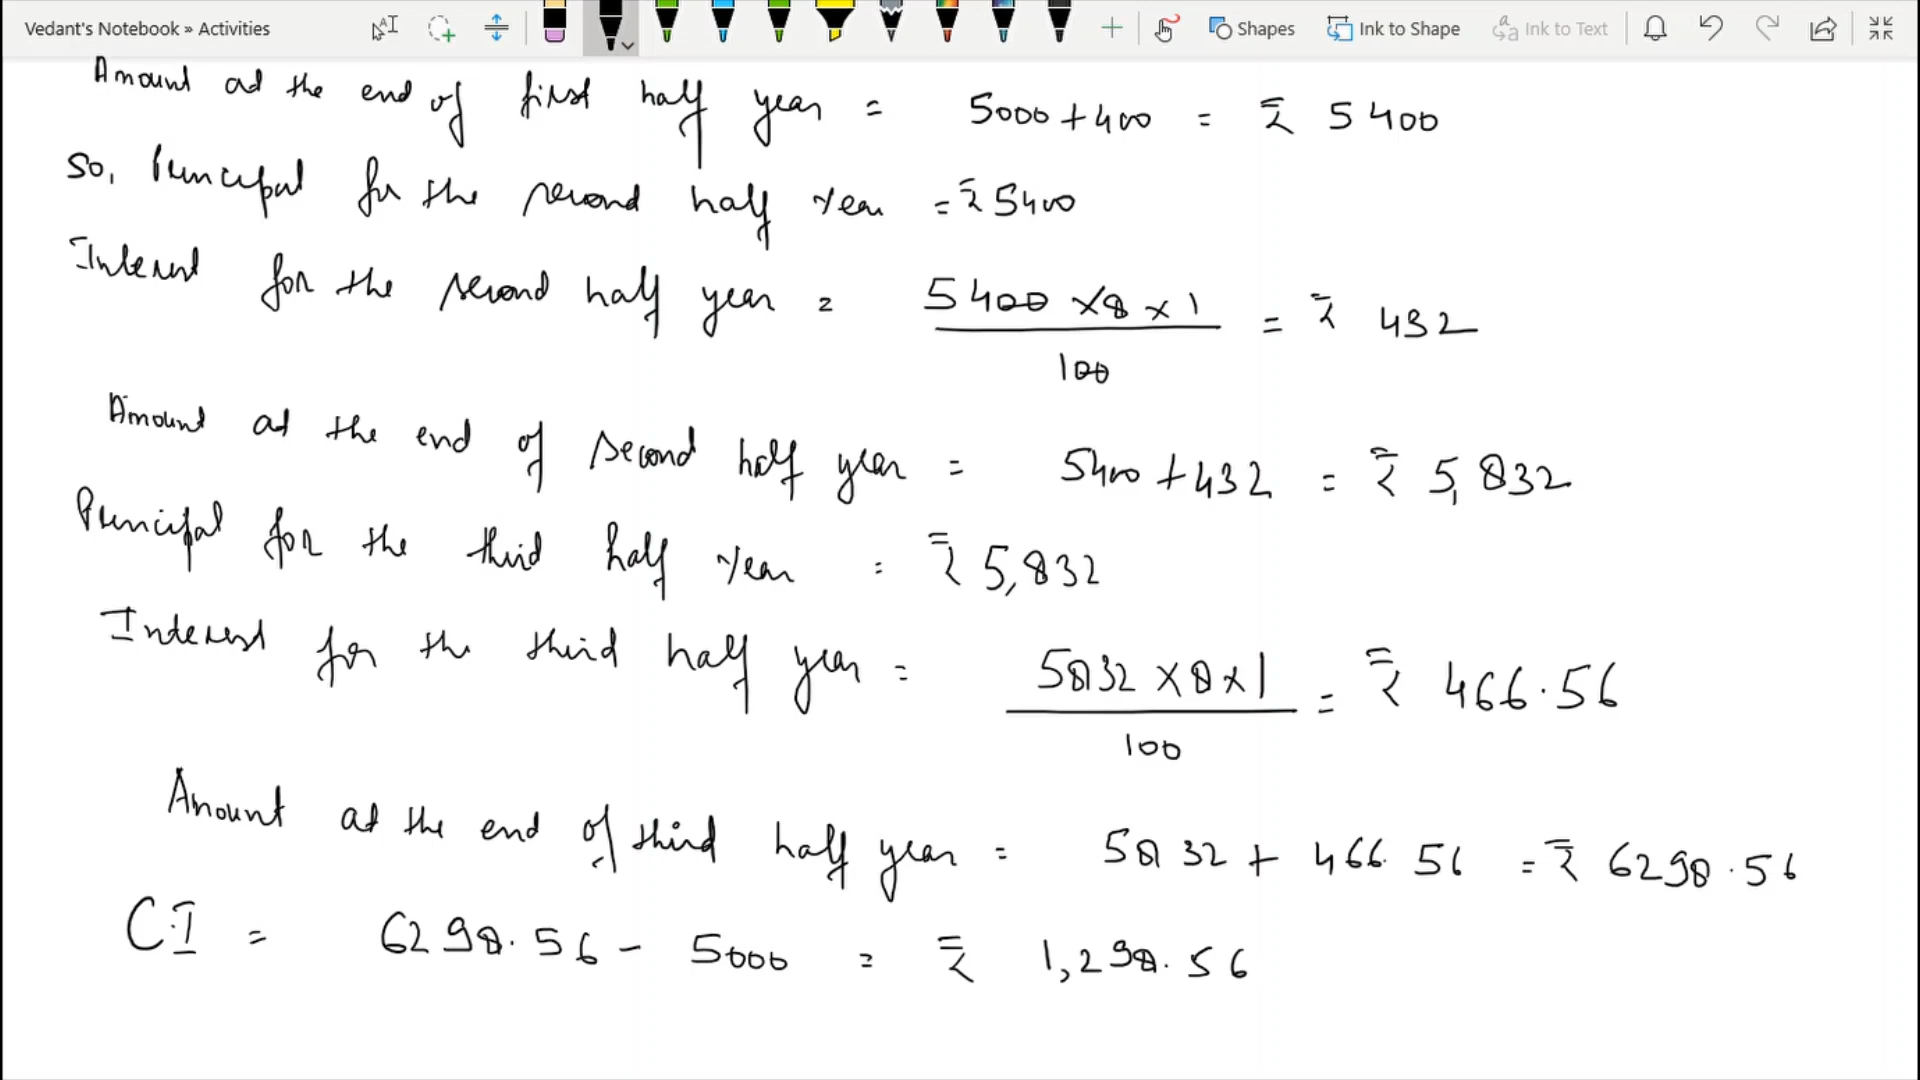 Vedant's Notebook » Activities
Shapes Ink to Shape Ink to Text
Amount at the end of first half year = 5000+400 = ₹ 5400
So, Principal for the second half year = ₹ 5400
Interest for the second half year = 5400 × 8 × 1 / 100 = ₹ 432
Amount at the end of second half year = 5400 + 432 = ₹ 5,832
Principal for the third half year = ₹ 5,832
Interest for the third half year = 5832 × 8 × 1 / 100 = ₹ 466.56
Amount at the end of third half year = 5832 + 466.56 = ₹ 6298.56
C.I = 6298.56 - 5000 = ₹ 1,298.56